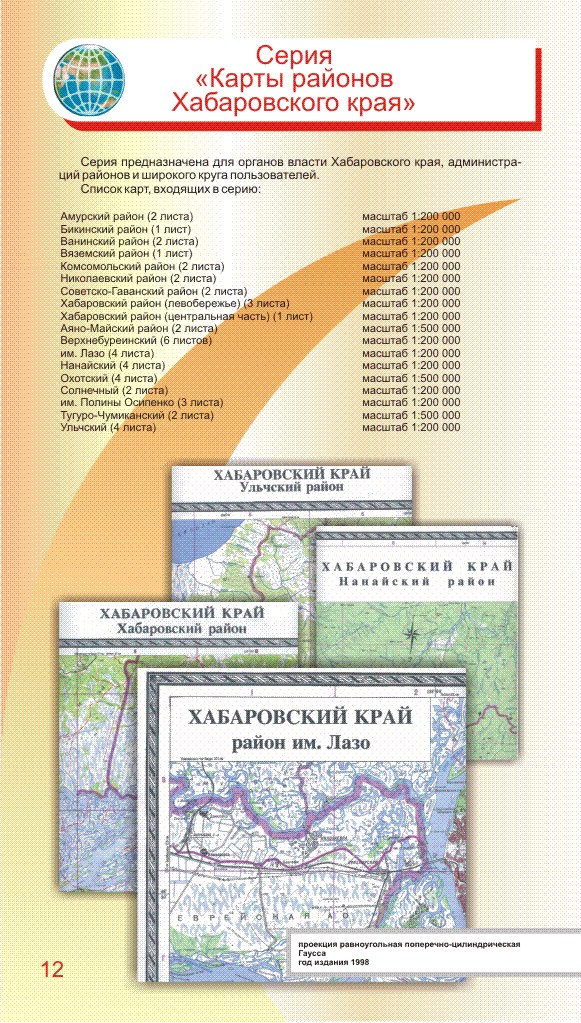 Серия
«Карты районов
Хабаровского края»
Серия предназначена для органов власти Хабаровского края, администра-
ций районов и широкого круга пользователей.
Список карт, входящих в серию:
Амурский район (2 листа) масштаб 1:200 000
Бикинский район (1 лист) масштаб 1:200 000
Ванинский район (2 листа) масштаб 1:200 000
Вяземский район (1 лист) масштаб 1:200 000
Комсомольский район (2 листа) масштаб 1:200 000
Николаевский район (2 листа) масштаб 1:200 000
Советско-Гаванский район (2 листа) масштаб 1:200 000
Хабаровский район (левобережье) (3 листа) масштаб 1:200 000
Хабаровский район (центральная часть) (1 лист) масштаб 1:200 000
Аяно-Майский район (2 листа) масштаб 1:500 000
Верхнебуреинский (6 листов) масштаб 1:200 000
им. Лазо (4 листа) масштаб 1:200 000
Нанайский (4 листа) масштаб 1:200 000
Охотский (4 листа) масштаб 1:500 000
Солнечный (2 листа) масштаб 1:200 000
им. Полины Осипенко (3 листа) масштаб 1:200 000
Тугуро-Чумиканский (2 листа) масштаб 1:500 000
Ульчский (4 листа) масштаб 1:200 000
ХАБАРОВСКИЙ КРАЙ
Ульчский район
ХАБАРОВСКИЙ КРАЙ
Нанайский район
ХАБАРОВСКИЙ КРАЙ
Хабаровский район
ХАБАРОВСКИЙ КРАЙ
район им. Лазо
ЕВРЕЙСКАЯ АО
проекция равноугольная поперечно-цилиндрическая
Гаусса
год издания 1998
12